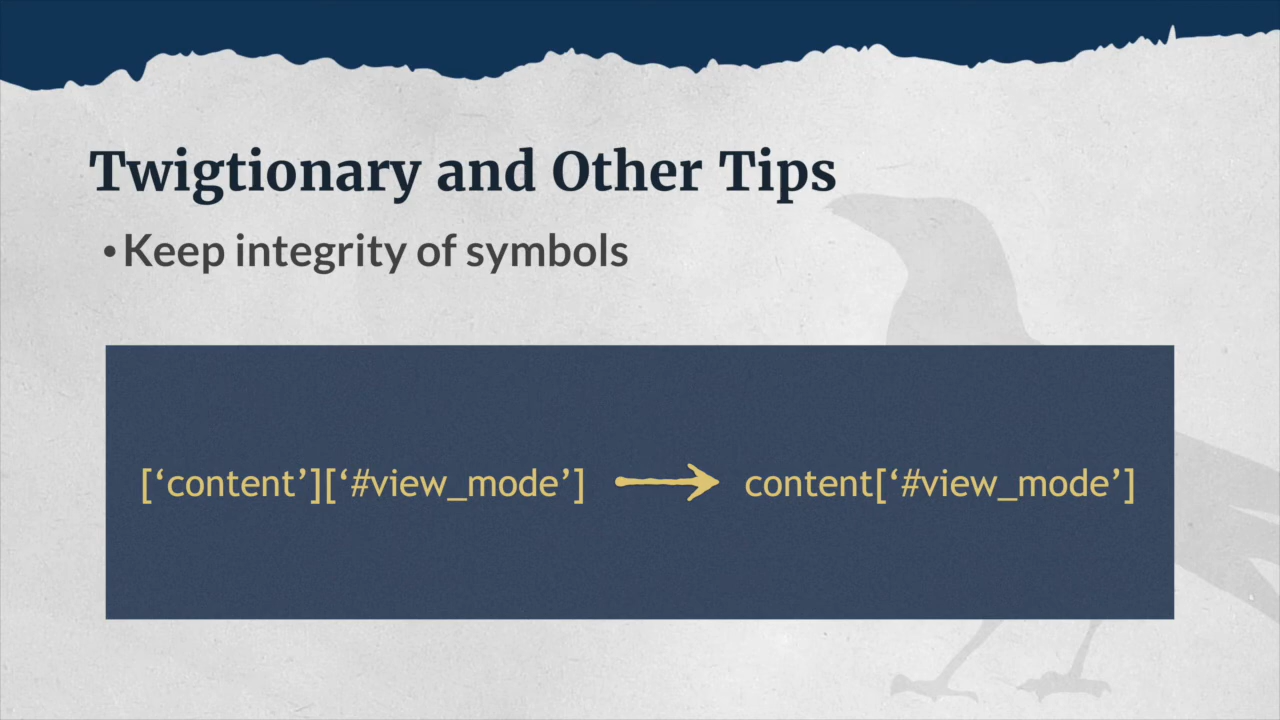 Twigtionary and Other Tips
• Keep integrity of symbols
[‘content’][‘#view_mode’] → content[‘#view_mode’]